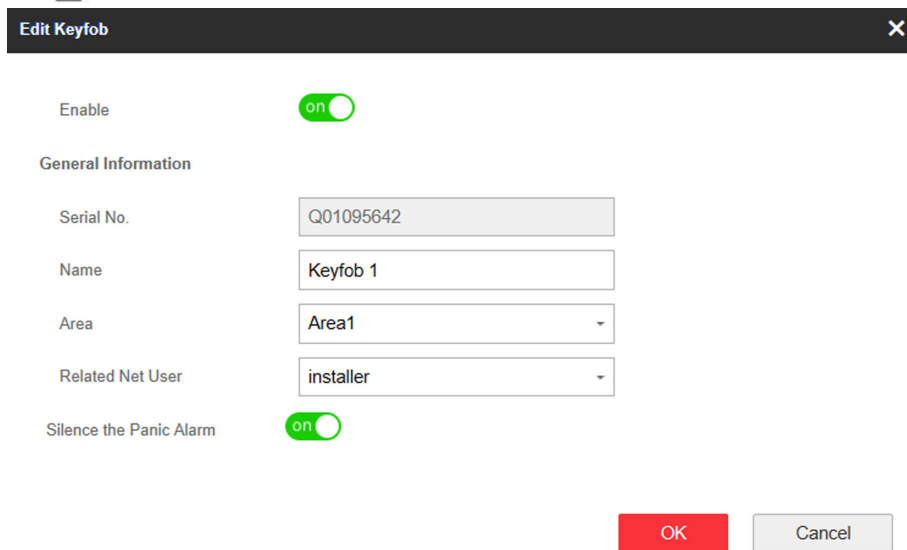 Edit Keyfob
Enable on
General Information
Serial No. Q01095642
Name Keyfob 1
Area Area1
Related Net User installer
Silence the Panic Alarm on
OK Cancel